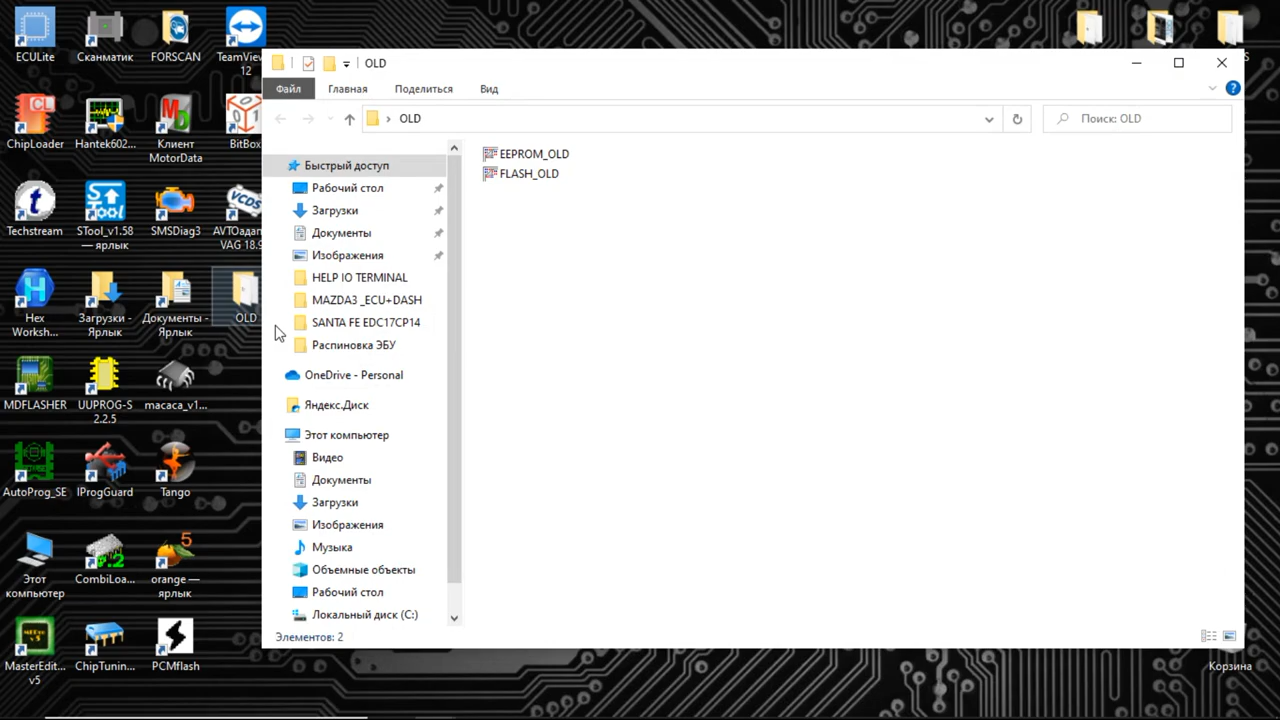 ECULite
Сканматик
FORSCAN
TeamVi
12
ChipLoader
Hantek602...
Клиент
MotorData
BitBox
Techstream
STool_v1.58
— ярлык
SMSDiag3
AVTOадап
VAG 18.9
Hex
Worksh...
Загрузки -
Ярлык
Документы -
Ярлык
OLD
MDFLASHER
UUPROG-S
2.2.5
macaca_v1...
AutoProg_SE
IProgGuard
Tango
Этот
компьютер
CombiLoa...
orange —
ярлык
MasterEdit...
v5
ChipTunin...
PCMflash
OLD
Файл
Главная
Поделиться
Вид
OLD
Поиск: OLD
Быстрый доступ
Рабочий стол
Загрузки
Документы
Изображения
HELP IO TERMINAL
MAZDA3 _ECU+DASH
SANTA FE EDC17CP14
Распиновка ЭБУ
OneDrive - Personal
Яндекс.Диск
Этот компьютер
Видео
Документы
Загрузки
Изображения
Музыка
Объемные объекты
Рабочий стол
Локальный диск (C:)
EEPROM_OLD
FLASH_OLD
Элементов: 2
Корзина